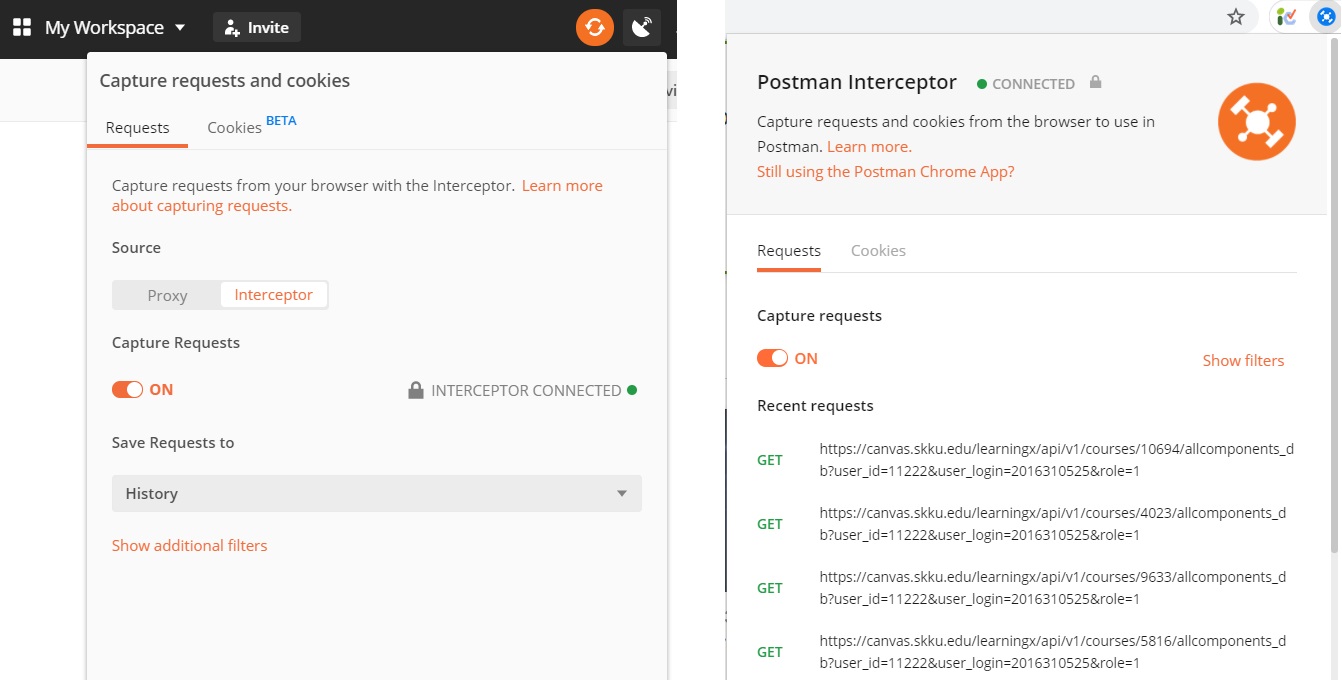 My Workspace
Invite
Capture requests and cookies
Requests
Cookies BETA
Capture requests from your browser with the Interceptor. Learn more
about capturing requests.
Source
Proxy
Interceptor
Capture Requests
ON
INTERCEPTOR CONNECTED
Save Requests to
History
Show additional filters
Postman Interceptor
CONNECTED
Capture requests and cookies from the browser to use in
Postman. Learn more.
Still using the Postman Chrome App?
Requests
Cookies
Capture requests
ON
Show filters
Recent requests
GET
https://canvas.skku.edu/learningx/api/v1/courses/10694/allcomponents_d
b?user_id=11222&user_login=2016310525&role=1
GET
https://canvas.skku.edu/learningx/api/v1/courses/4023/allcomponents_d
b?user_id=11222&user_login=2016310525&role=1
GET
https://canvas.skku.edu/learningx/api/v1/courses/9633/allcomponents_d
b?user_id=11222&user_login=2016310525&role=1
GET
https://canvas.skku.edu/learningx/api/v1/courses/5816/allcomponents_d
b?user_id=11222&user_login=2016310525&role=1